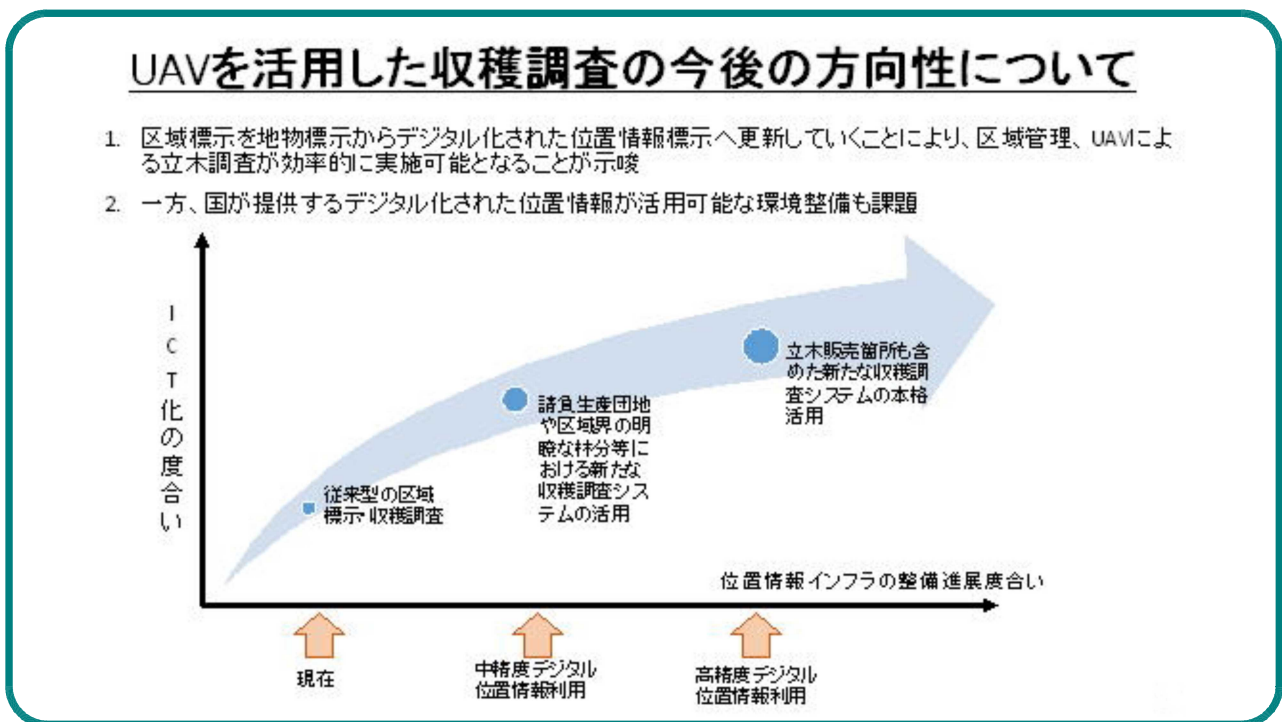 UAVを活用した収穫調査の今後の方向性について
1. 区域標示を地物標示からデジタル化された位置情報標示へ更新していくことにより、区域管理、UAVによ
る立木調査が効率的に実施可能となることが示唆
2. 一方、国が提供するデジタル化された位置情報が活用可能な環境整備も課題
ICT化の度合い
立木販売箇所も含
めた新たな収穫調
査システムの本格
活用
請負生産団地
や区域界の明
瞭な林分等に
おける新たな
収穫調査シス
テムの活用
従来型の区域
標示・収穫調査
位置情報インフラの整備進展度合い
現在
中精度デジタル
位置情報利用
高精度デジタル
位置情報利用